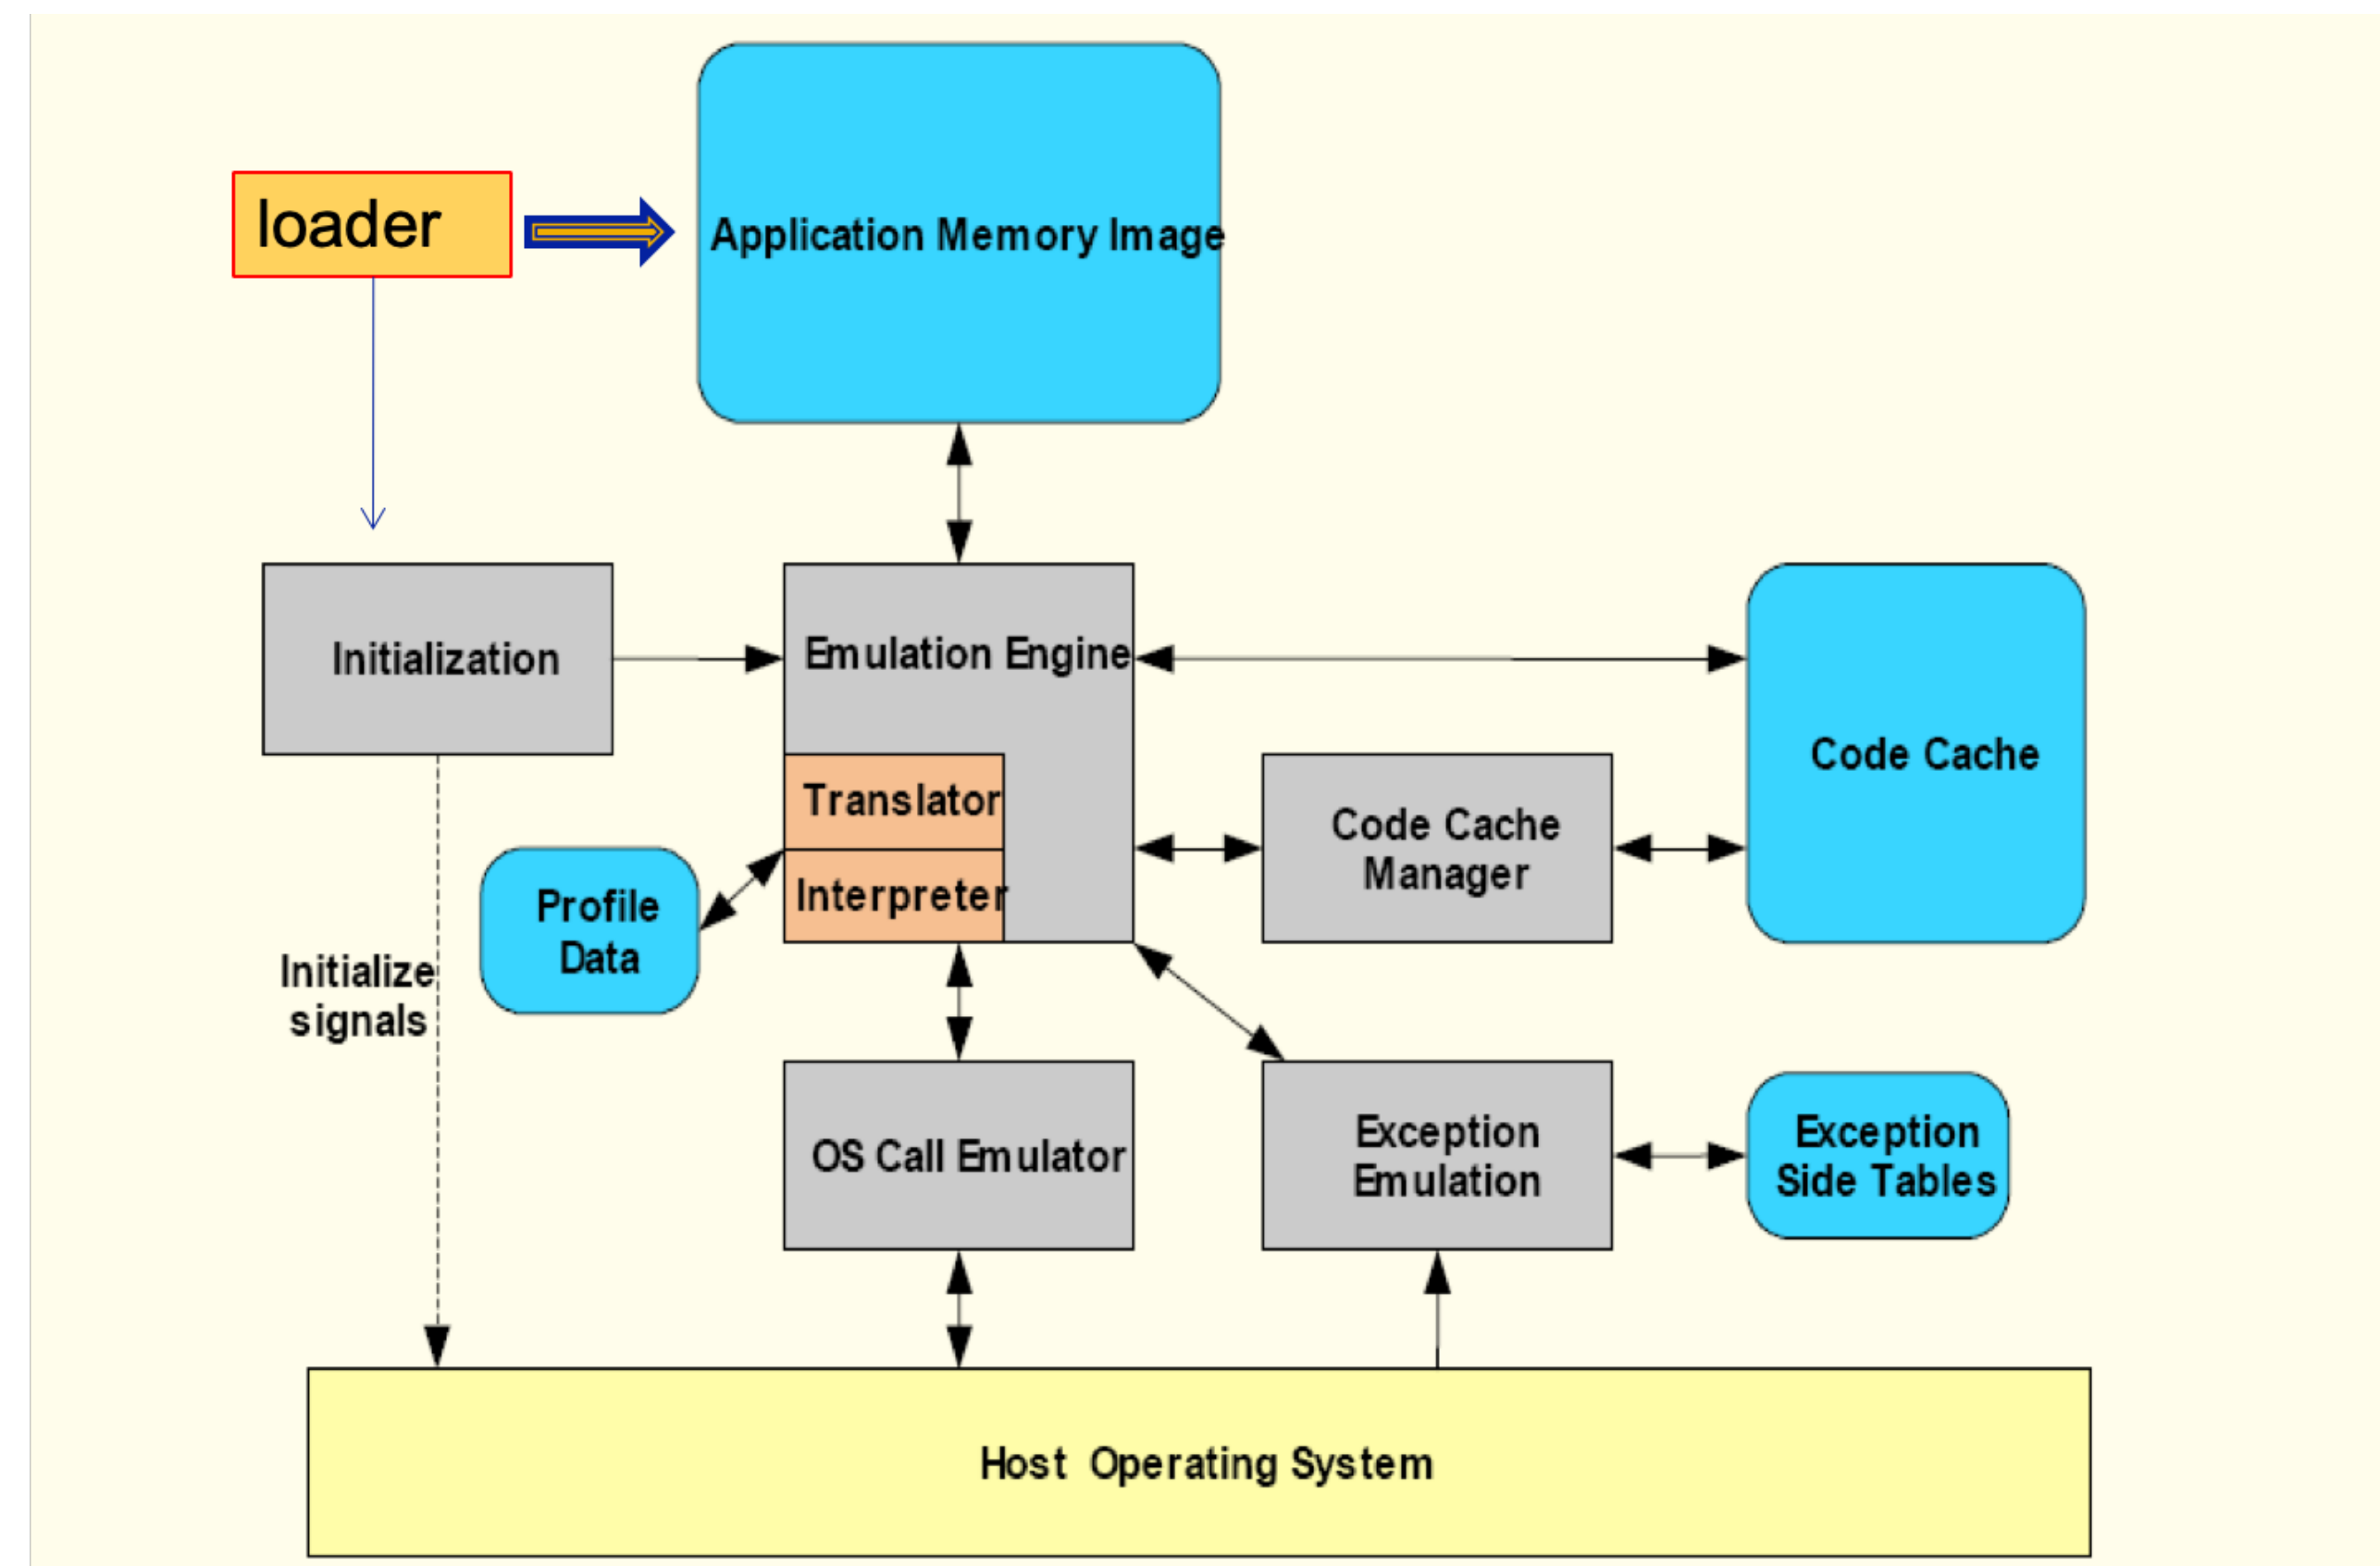 loader
Application Memory Image
Initialization
Emulation Engine
Translator
Interpreter
Code Cache
Manager
Code Cache
Profile
Data
Initialize
signals
OS Call Emulator
Exception
Emulation
Exception
Side Tables
Host Operating System